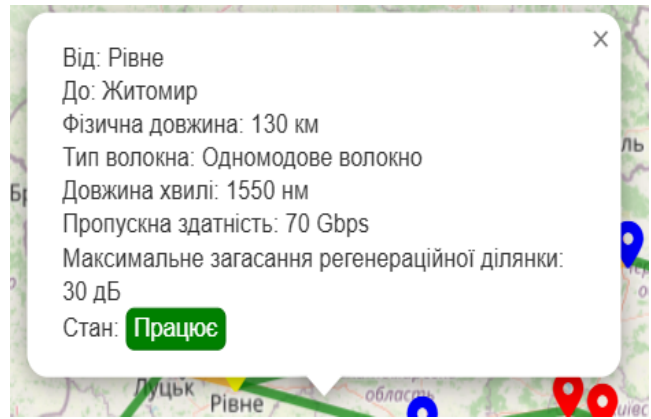 ×
Від: Рівне
До: Житомир
Фізична довжина: 130 км
Тип волокна: Одномодове волокно
Довжина хвилі: 1550 нм
Пропускна здатність: 70 Gbps
Максимальне загасання регенераційної ділянки:
30 дБ
Стан: Працює
Луцьк
Рівне
область